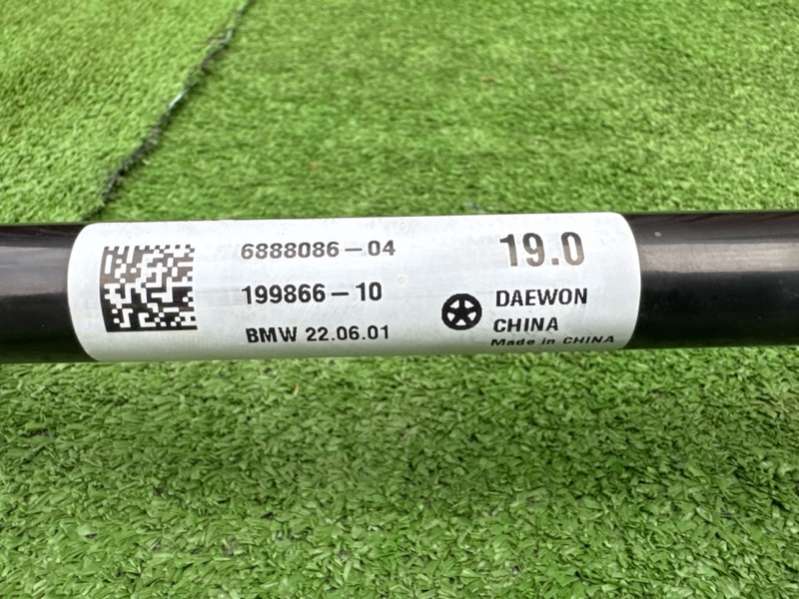 6888086-04
199866-10
BMW 22.06.01
19.0
DAEWON
CHINA
Made in CHINA